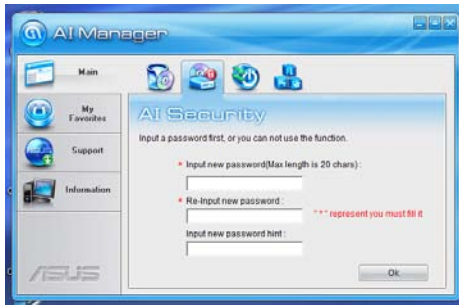 AI Manager
Main
My
Favorites
Support
Information
ASUS
AI Security
Input a password first, or you can not use the function.
* Input new password(Max length is 20 chars) :
* Re-Input new password :
"*" represent you must fill it
Input new password hint :
Ok